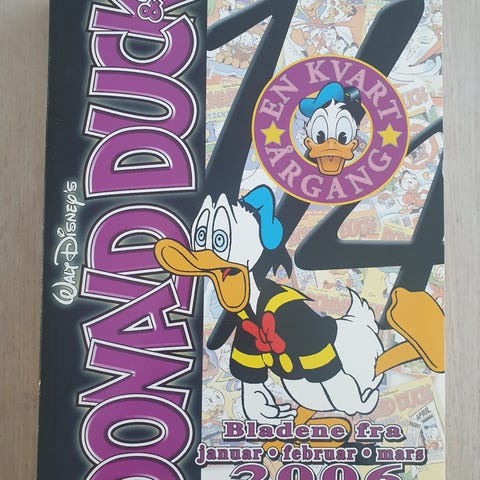 WALT DISNEY'S
DONALD DUCK &
1/4
EN KVART
ÅRGANG
Bladene fra
januar • februar • mars
2006